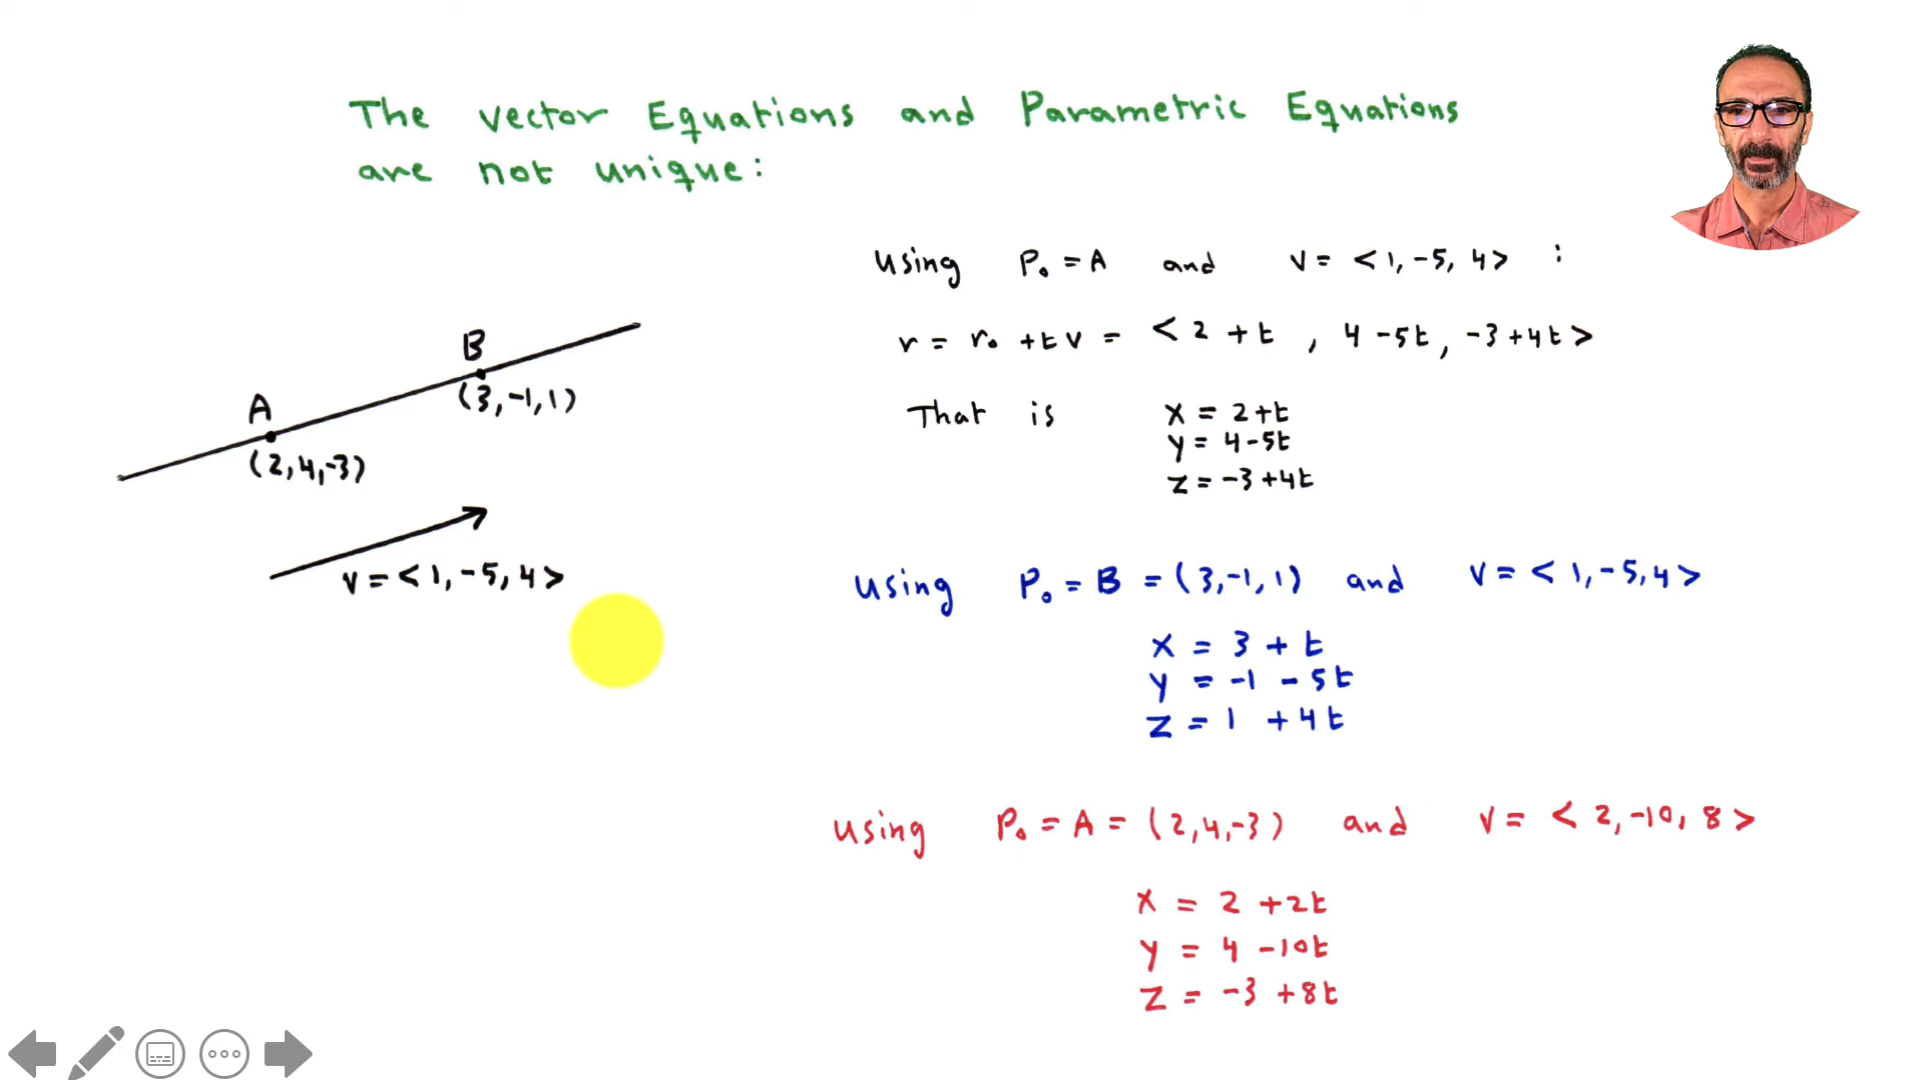 The vector Equations and Parametric Equations
are not unique:
B
(3,-1,1)
A
(2,4,-3)
v = <1,-5,4>
Using P₀ = A and v = <1,-5,4> :
r = r₀ + t v = <2 + t , 4 -5t, -3+4t>
That is x = 2+t
y = 4-5t
z = -3+4t
Using P₀ = B = (3,-1,1) and v = <1,-5,4>
x = 3 + t
y = -1 - 5t
z = 1 + 4t
Using P₀ = A = (2,4,-3) and v = <2,-10,8>
x = 2 +2t
y = 4 -10t
z = -3 +8t